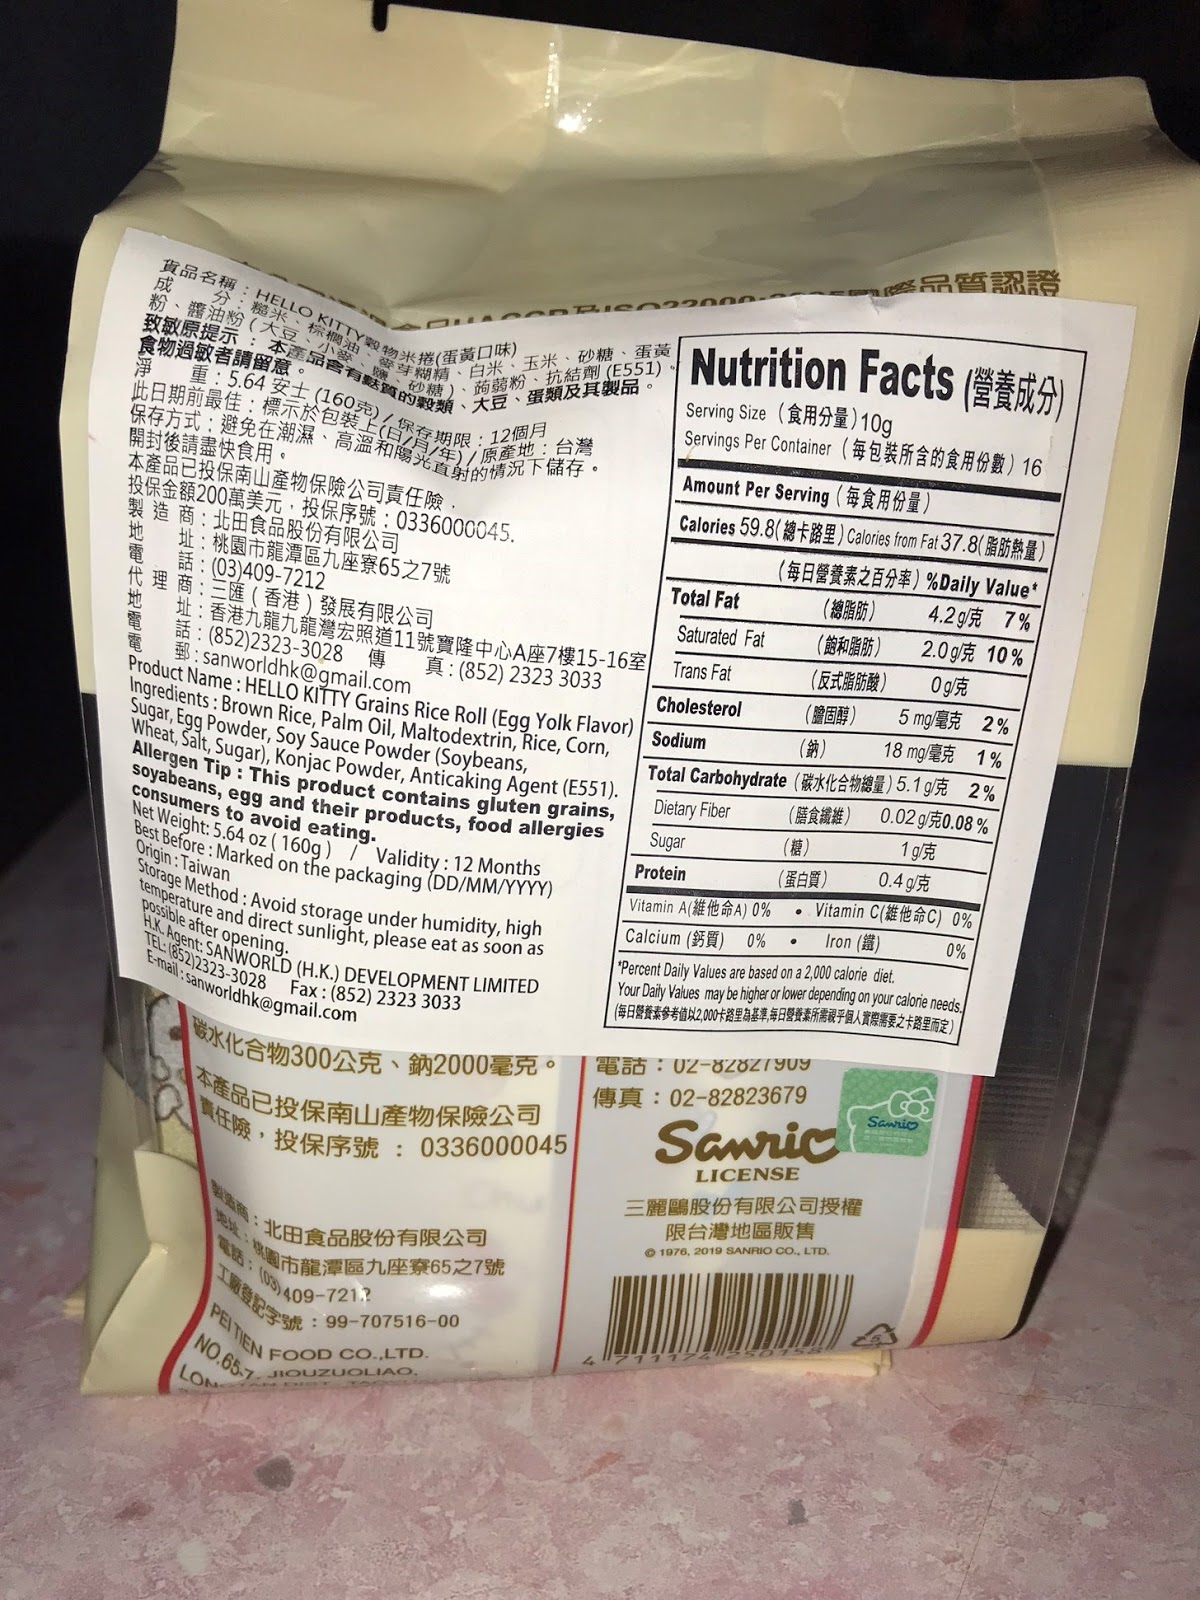 國際品質認證
貨品名稱：HELLO KITTY穀物米捲(蛋黃口味)
成 分：糙米、棕櫚油、麥芽糊精、白米、玉米、砂糖、蛋黃
粉、醬油粉（大豆、小麥、鹽、砂糖）、蒟蒻粉、抗結劑 (E551)。
致敏原提示：本產品含有麩質的穀類、大豆、蛋類及其製品。
食物過敏者請留意。
淨 重：5.64 安士 (160克) / 保存期限：12個月
此日期前最佳：標示於包裝上(日/月/年) / 原產地：台灣
保存方式：避免在潮濕、高溫和陽光直射的情況下儲存。
開封後請盡快食用。
本產品已投保南山產物保險公司責任險，
投保金額200萬美元，投保序號：0336000045.
製 造 商：北田食品股份有限公司
地 址：桃園市龍潭區九座寮65之7號
電 話：(03)409-7212
代 理 商：三匯（香港）發展有限公司
地 址：香港九龍九龍灣宏照道11號寶隆中心A座7樓15-16室
電 話：(852)2323-3028 傳 真：(852) 2323 3033
電 郵：sanworldhk@gmail.com
Product Name : HELLO KITTY Grains Rice Roll (Egg Yolk Flavor)
Ingredients : Brown Rice, Palm Oil, Maltodextrin, Rice, Corn,
Sugar, Egg Powder, Soy Sauce Powder (Soybeans,
Wheat, Salt, Sugar), Konjac Powder, Anticaking Agent (E551).
Allergen Tip : This product contains gluten grains,
soyabeans, egg and their products, food allergies
consumers to avoid eating.
Net Weight: 5.64 oz ( 160g ) / Validity : 12 Months
Best Before : Marked on the packaging (DD/MM/YYYY)
Origin : Taiwan
Storage Method : Avoid storage under humidity, high
temperature and direct sunlight, please eat as soon as
possible after opening.
H.K. Agent: SANWORLD (H.K.) DEVELOPMENT LIMITED
TEL: (852)2323-3028 Fax : (852) 2323 3033
E-mail : sanworldhk@gmail.com
Nutrition Facts (營養成分)
Serving Size （食用分量）10g
Servings Per Container （每包裝所含的食用份數）16
Amount Per Serving （每食用份量）
Calories 59.8(總卡路里) Calories from Fat 37.8(脂肪熱量)
（每日營養素之百分率）%Daily Value*
Total Fat （總脂肪） 4.2 g/克 7%
Saturated Fat （飽和脂肪） 2.0 g/克 10%
Trans Fat （反式脂肪酸） 0 g/克
Cholesterol （膽固醇） 5 mg/毫克 2%
Sodium （鈉） 18 mg/毫克 1%
Total Carbohydrate （碳水化合物總量）5.1 g/克 2%
Dietary Fiber （膳食纖維） 0.02 g/克 0.08%
Sugar （糖） 1 g/克
Protein （蛋白質） 0.4 g/克
Vitamin A(維他命A) 0% • Vitamin C(維他命C) 0%
Calcium (鈣質) 0% • Iron (鐵) 0%
*Percent Daily Values are based on a 2,000 calorie diet.
Your Daily Values may be higher or lower depending on your calorie needs.
(每日營養素參考值以2,000卡路里為基準,每日營養素所需視乎個人實際需要之卡路里而定)
碳水化合物300公克、鈉2000毫克。
本產品已投保南山產物保險公司
責任險，投保序號：0336000045
製造商：北田食品股份有限公司
地址：桃園市龍潭區九座寮65之7號
電話：(03)409-7212
工廠登記字號：99-707516-00
PEI TIEN FOOD CO.,LTD.
NO.65-7, JIOUZUOLIAO,
電話：02-82827909
傳真：02-82823679
Sanrio
LICENSE
Sanrio
三麗鷗股份有限公司授權
限台灣地區販售
© 1976, 2019 SANRIO CO., LTD.
5